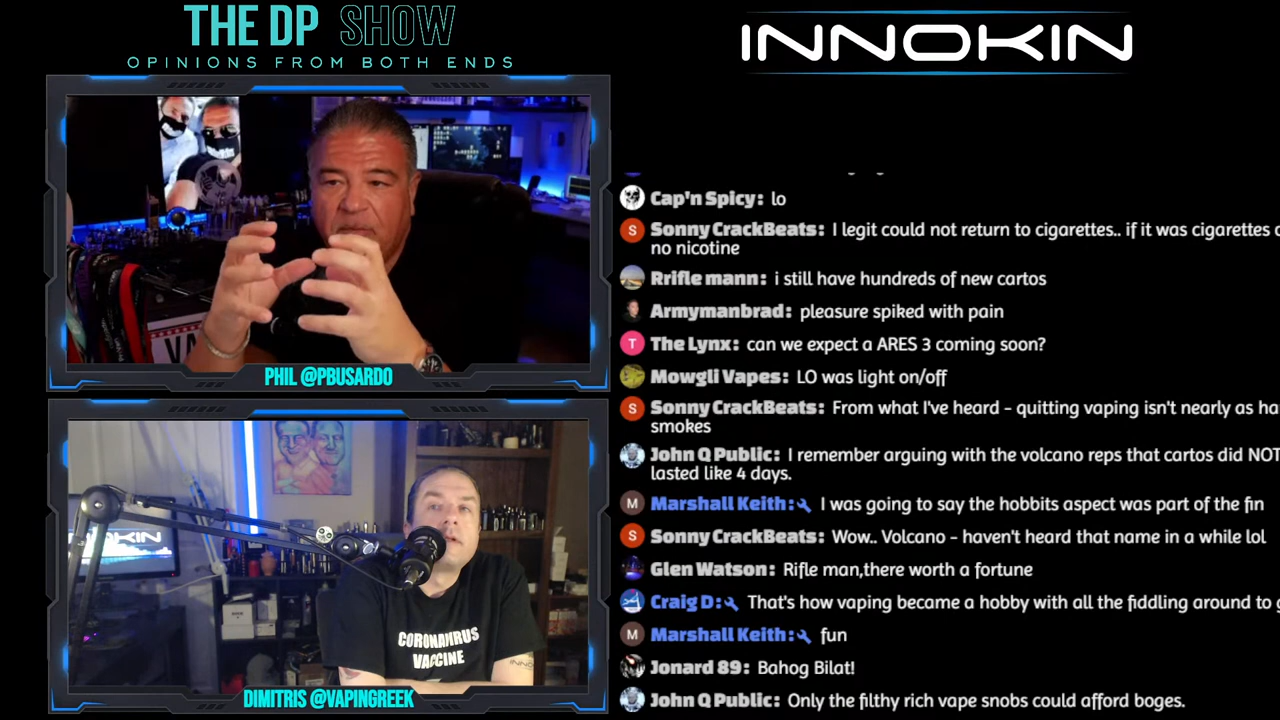 THE DP SHOW
OPINIONS FROM BOTH ENDS
INNOKIN
PHIL @PBUSARDO
VA
OKIN
CORONAVIRUS
VACCINE
INNO
DIMITRIS @VAPINGREEK
Cap'n Spicy: lo
S Sonny CrackBeats: I legit could not return to cigarettes.. if it was cigarettes
no nicotine
Rrifle mann: i still have hundreds of new cartos
Armymanbrad: pleasure spiked with pain
T The Lynx: can we expect a ARES 3 coming soon?
Mowgli Vapes: LO was light on/off
S Sonny CrackBeats: From what I've heard - quitting vaping isn't nearly as ha
smokes
John Q Public: I remember arguing with the volcano reps that cartos did NOT
lasted like 4 days.
M Marshall Keith: I was going to say the hobbits aspect was part of the fin
S Sonny CrackBeats: Wow.. Volcano - haven't heard that name in a while lol
Glen Watson: Rifle man,there worth a fortune
Craig D: That's how vaping became a hobby with all the fiddling around to
M Marshall Keith: fun
Jonard 89: Bahog Bilat!
John Q Public: Only the filthy rich vape snobs could afford boges.